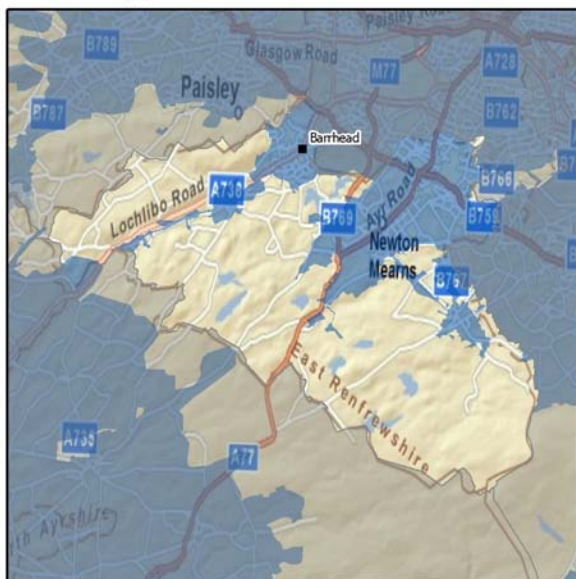 Paisley Road
B789
Glasgow Road
A728
M77
Paisley
B787
B762
Barrhead
B766
A736
Lochlibo Road
Ayr Road
B769
B759
Newton
Mearns
B767
East Renfrewshire
A735
A77
Ayrshire